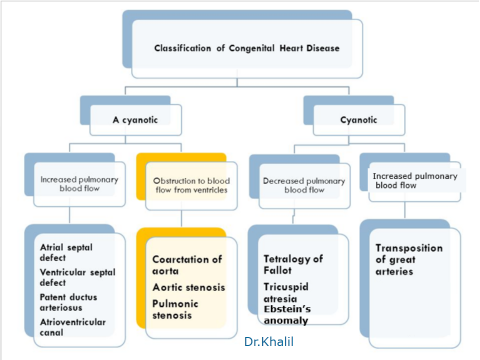 Classification of Congenital Heart Disease
A cyanotic
Cyanotic
Increased pulmonary
blood flow
Obstruction to blood
flow from ventricles
Decreased pulmonary
blood flow
Increased pulmonary
blood flow
Atrial septal
defect
Ventricular septal
defect
Patent ductus
arteriosus
Atrioventricular
canal
Coarctation of
aorta
Aortic stenosis
Pulmonic
stenosis
Tetralogy of
Fallot
Tricuspid
atresia
Ebstein's
anomaly
Transposition
of great
arteries
Dr.Khalil